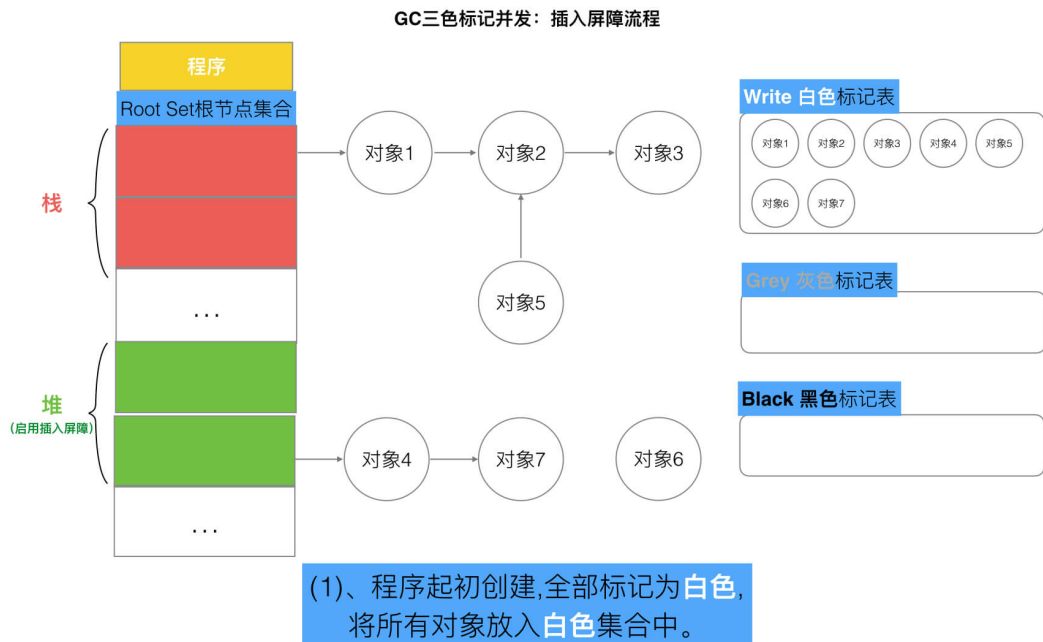 GC三色标记并发：插入屏障流程
程序
Root Set根节点集合
栈
...
堆
(启用插入屏障)
...
对象1
对象2
对象3
对象5
对象4
对象7
对象6
Write 白色标记表
对象1 对象2 对象3 对象4 对象5
对象6 对象7
Grey 灰色标记表
Black 黑色标记表
(1)、程序起初创建,全部标记为白色,
将所有对象放入白色集合中。